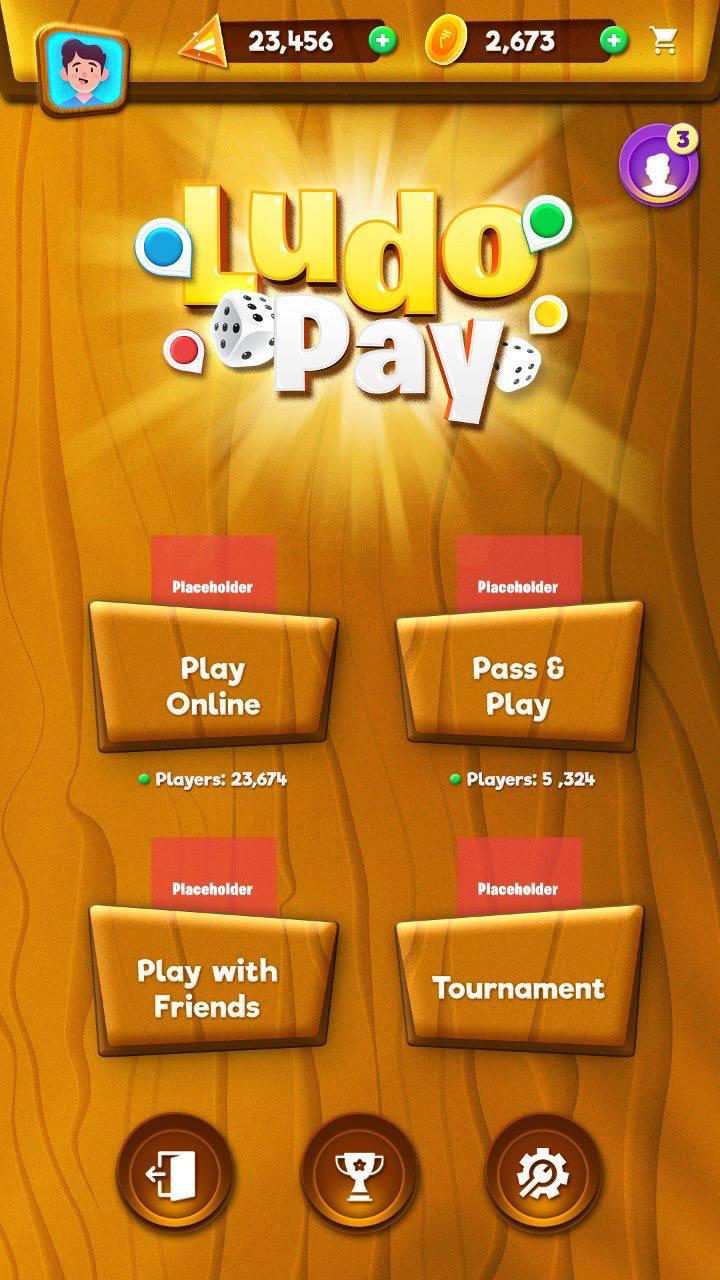 23,456
2,673
3
Ludo
Pay
Placeholder
Placeholder
Play
Online
Pass &
Play
Players: 23,674
Players: 5 ,324
Placeholder
Placeholder
Play with
Friends
Tournament